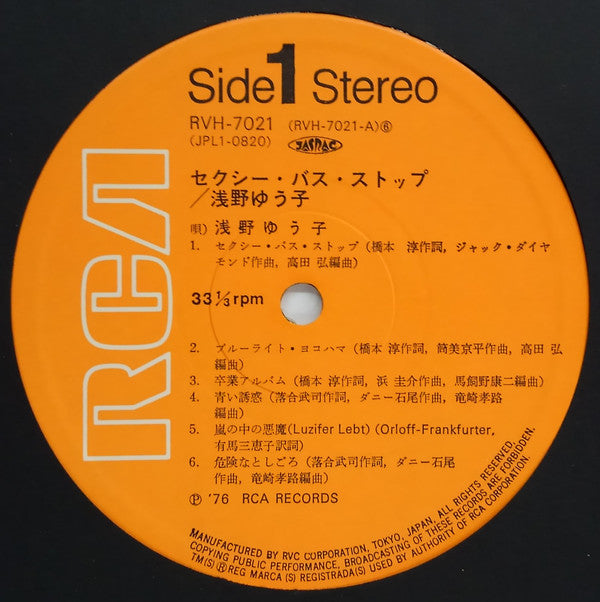 Side 1 Stereo
RVH-7021 (RVH-7021-A)⑥
(JPL1-0820) JASRAC
RCA
セクシー・バス・ストップ
／浅野ゆう子
唄) 浅野ゆう子
1. セクシー・バス・ストップ (橋本 淳作詞, ジャック・ダイヤ
モンド作曲, 高田 弘編曲)
33⅓rpm
2. ブルーライト・ヨコハマ (橋本 淳作詞, 筒美京平作曲, 高田 弘
編曲)
3. 卒業アルバム (橋本 淳作詞, 浜 圭介作曲, 馬飼野康二編曲)
4. 青い誘惑 (落合武司作詞, ダニー石尾作曲, 竜崎孝路
編曲)
5. 嵐の中の悪魔(Luzifer Lebt) (Orloff-Frankfurter,
有馬三恵子訳詞)
6. 危険なとしごろ (落合武司作詞, ダニー石尾
作曲, 竜崎孝路編曲)
Ⓟ '76 RCA RECORDS
MANUFACTURED BY RVC CORPORATION, TOKYO, JAPAN, ALL RIGHTS RESERVED,
COPYING PUBLIC PERFORMANCE, BROADCASTING OF THESE RECORDS ARE FORBIDDEN.
TM(S)®REG MARCA(S) REGISTRADA(S) USED BY AUTHORITY OF RCA CORPORATION.